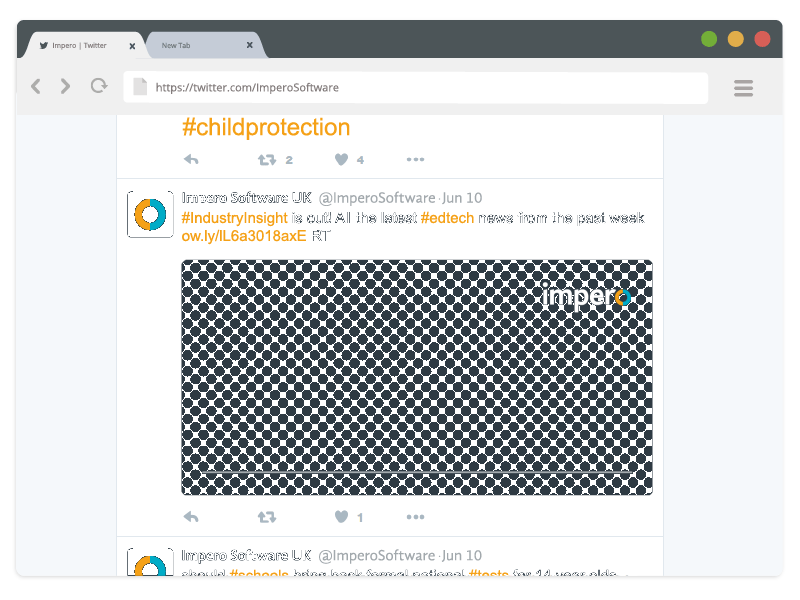 Impero | Twitter
New Tab
https://twitter.com/ImperoSoftware
#childprotection
2
4
Impero Software UK @ImperoSoftware · Jun 10
#IndustryInsight is out! All the latest #edtech news from the past week
ow.ly/IL6a3018axE RT
impero
1
Impero Software UK @ImperoSoftware · Jun 10
should #schools bring back formal national #tests for 14-year-olds